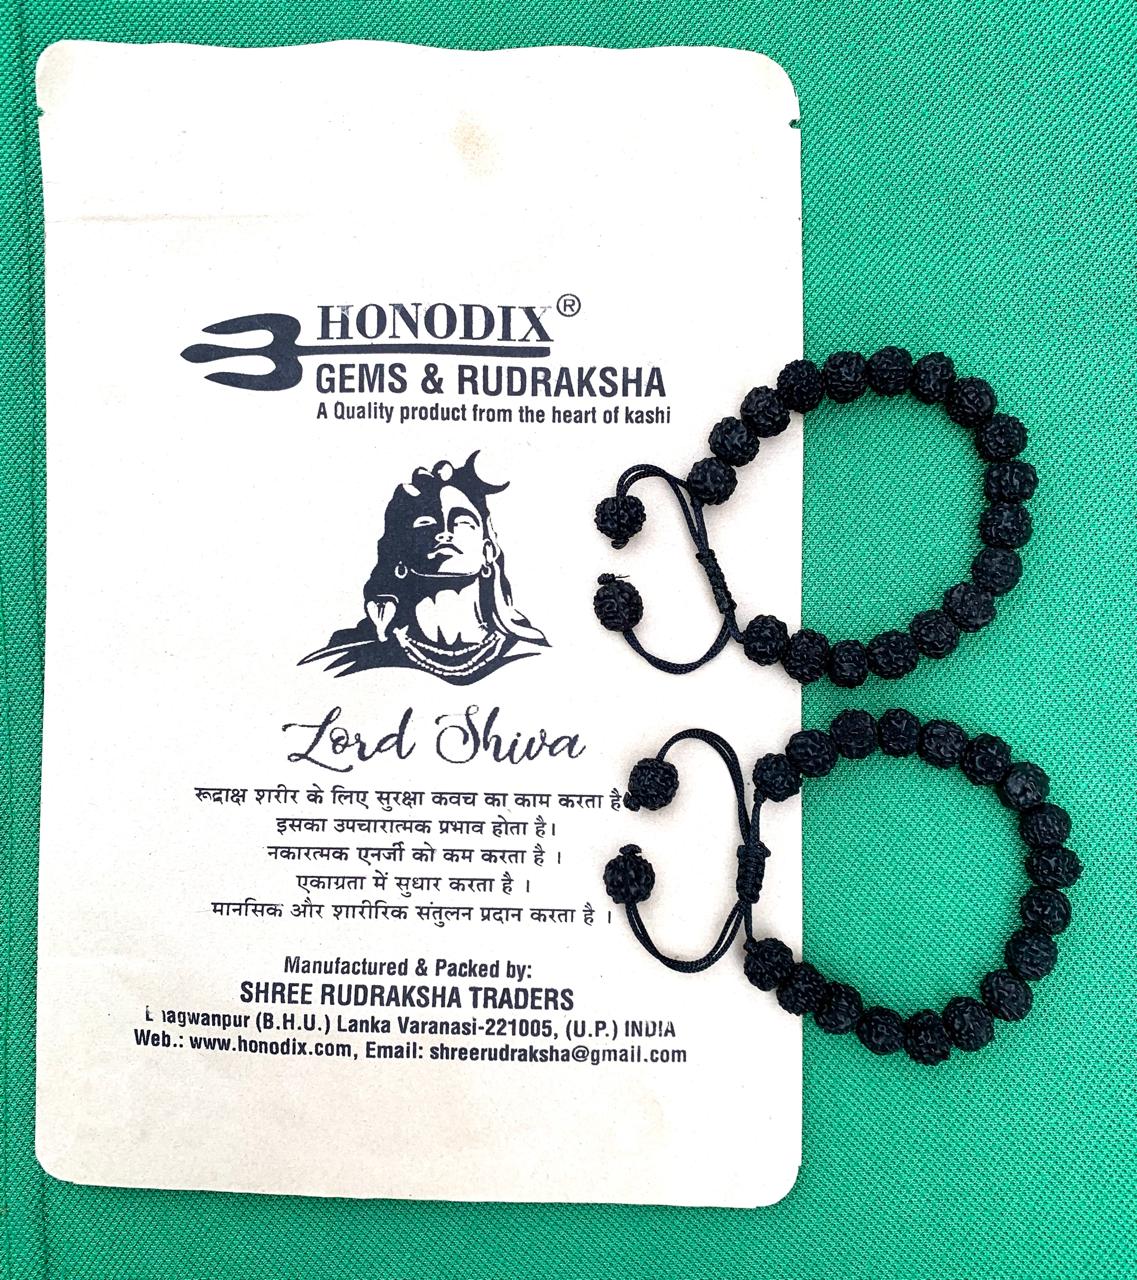 HONODIX®
GEMS & RUDRAKSHA
A Quality product from the heart of kashi
Lord Shiva
रूद्राक्ष शरीर के लिए सुरक्षा कवच का काम करता है
इसका उपचारात्मक प्रभाव होता है।
नकारत्मक एनर्जी को कम करता है ।
एकाग्रता में सुधार करता है ।
मानसिक और शारीरिक संतुलन प्रदान करता है ।
Manufactured & Packed by:
SHREE RUDRAKSHA TRADERS
(B.H.U.) Lanka Varanasi-221005, (U.P.) INDIA
Web.: www.honodix.com, Email: shreerudraksha@gmail.com